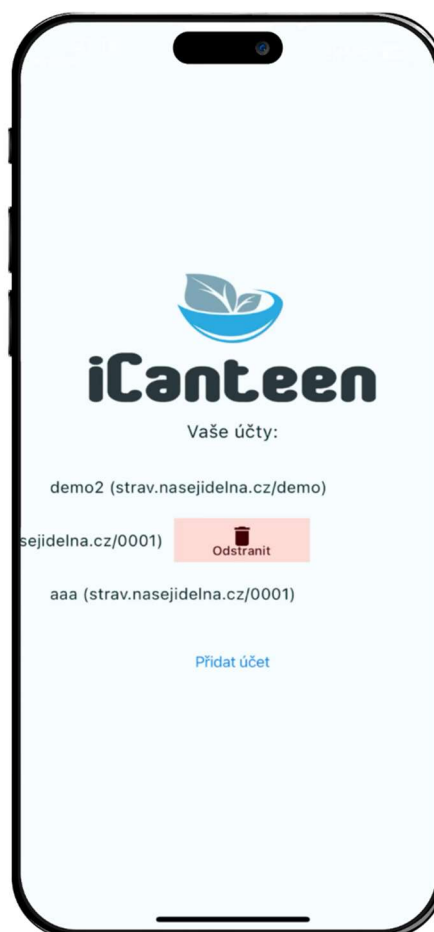 iCanteen
Vaše účty:
demo2 (strav.nasejidelna.cz/demo)
sejidelna.cz/0001)
Odstranit
aaa (strav.nasejidelna.cz/0001)
Přidat účet